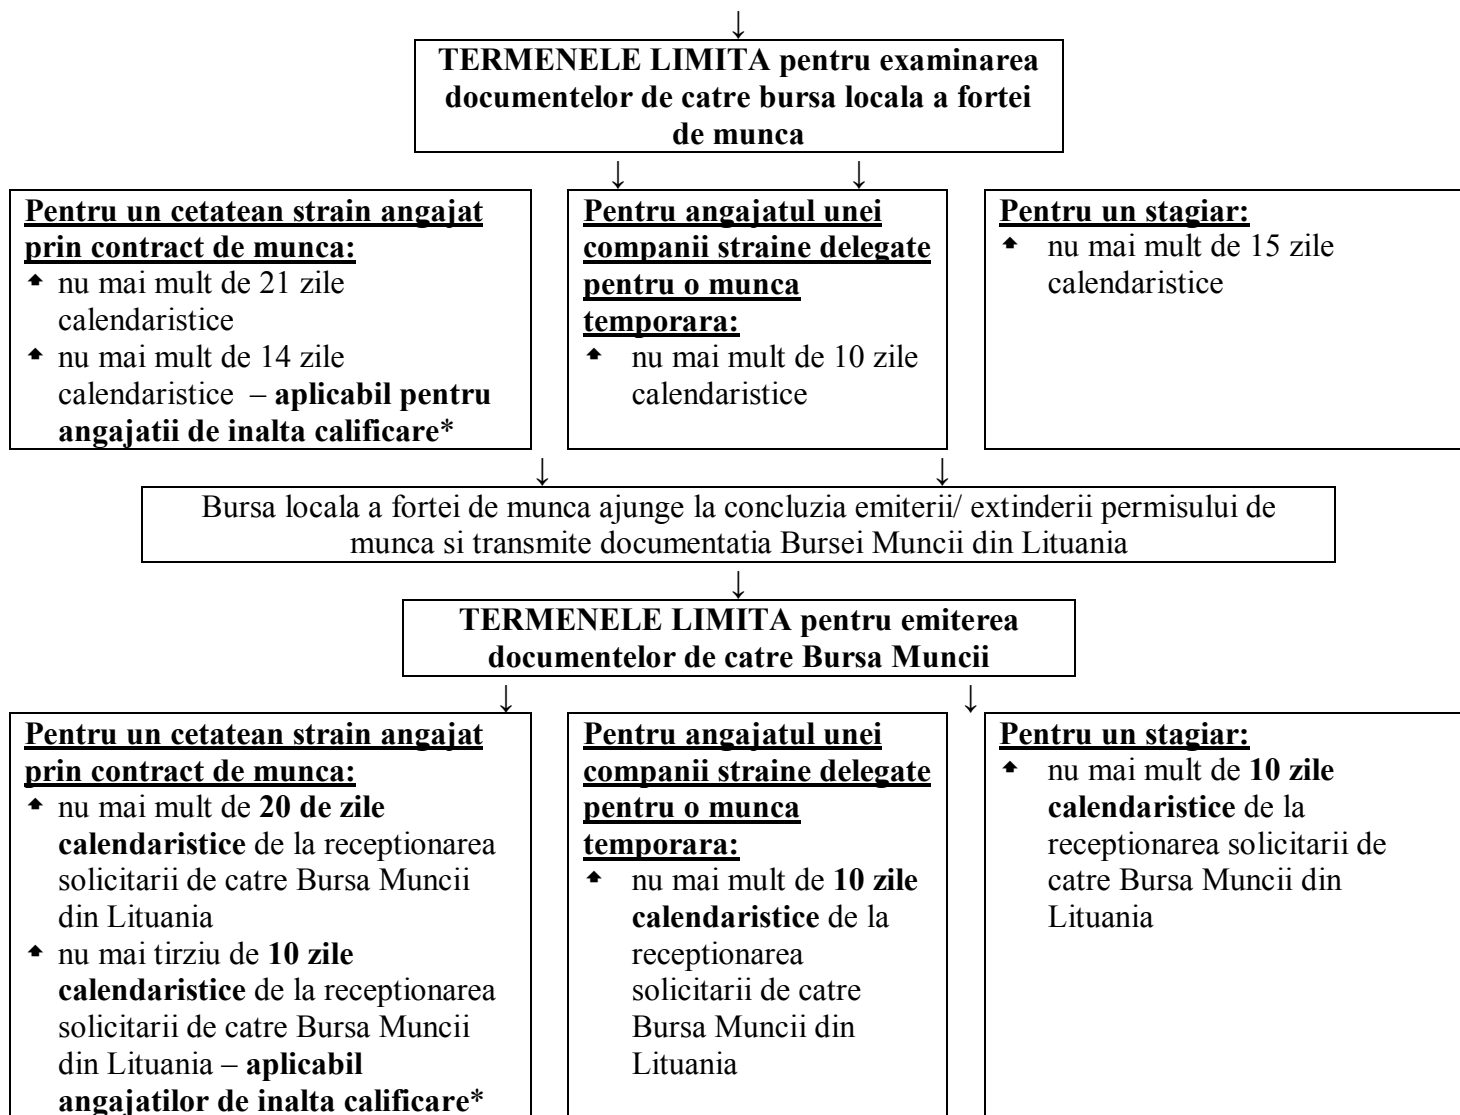 ↓
TERMENELE LIMITA pentru examinarea
documentelor de catre bursa locala a fortei
de munca
↓ ↓
Pentru un cetatean strain angajat
prin contract de munca:
nu mai mult de 21 zile
calendaristice
nu mai mult de 14 zile
calendaristice – aplicabil pentru
angajatii de inalta calificare*
Pentru angajatul unei
companii straine delegate
pentru o munca
temporara:
nu mai mult de 10 zile
calendaristice
Pentru un stagiar:
nu mai mult de 15 zile
calendaristice
↓ ↓
Bursa locala a fortei de munca ajunge la concluzia emiterii/ extinderii permisului de
munca si transmite documentatia Bursei Muncii din Lituania
↓
TERMENELE LIMITA pentru emiterea
documentelor de catre Bursa Muncii
↓ ↓
Pentru un cetatean strain angajat
prin contract de munca:
nu mai mult de 20 de zile
calendaristice de la receptionarea
solicitarii de catre Bursa Muncii
din Lituania
nu mai tirziu de 10 zile
calendaristice de la receptionarea
solicitarii de catre Bursa Muncii
din Lituania – aplicabil
angajatilor de inalta calificare*
Pentru angajatul unei
companii straine delegate
pentru o munca
temporara:
nu mai mult de 10 zile
calendaristice de la
receptionarea
solicitarii de catre
Bursa Muncii din
Lituania
Pentru un stagiar:
nu mai mult de 10 zile
calendaristice de la
receptionarea solicitarii de
catre Bursa Muncii din
Lituania